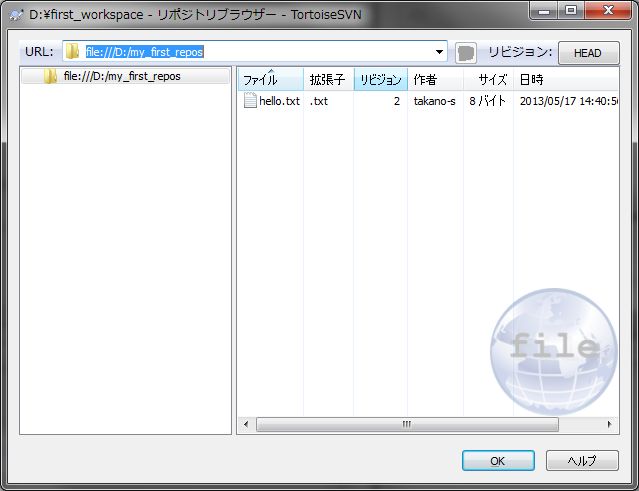 D:¥first_workspace - リポジトリブラウザー - TortoiseSVN
URL: file:///D:/my_first_repos リビジョン: HEAD
file:///D:/my_first_repos
ファイル 拡張子 リビジョン 作者 サイズ 日時
hello.txt .txt 2 takano-s 8 バイト 2013/05/17 14:40:50
file
OK ヘルプ